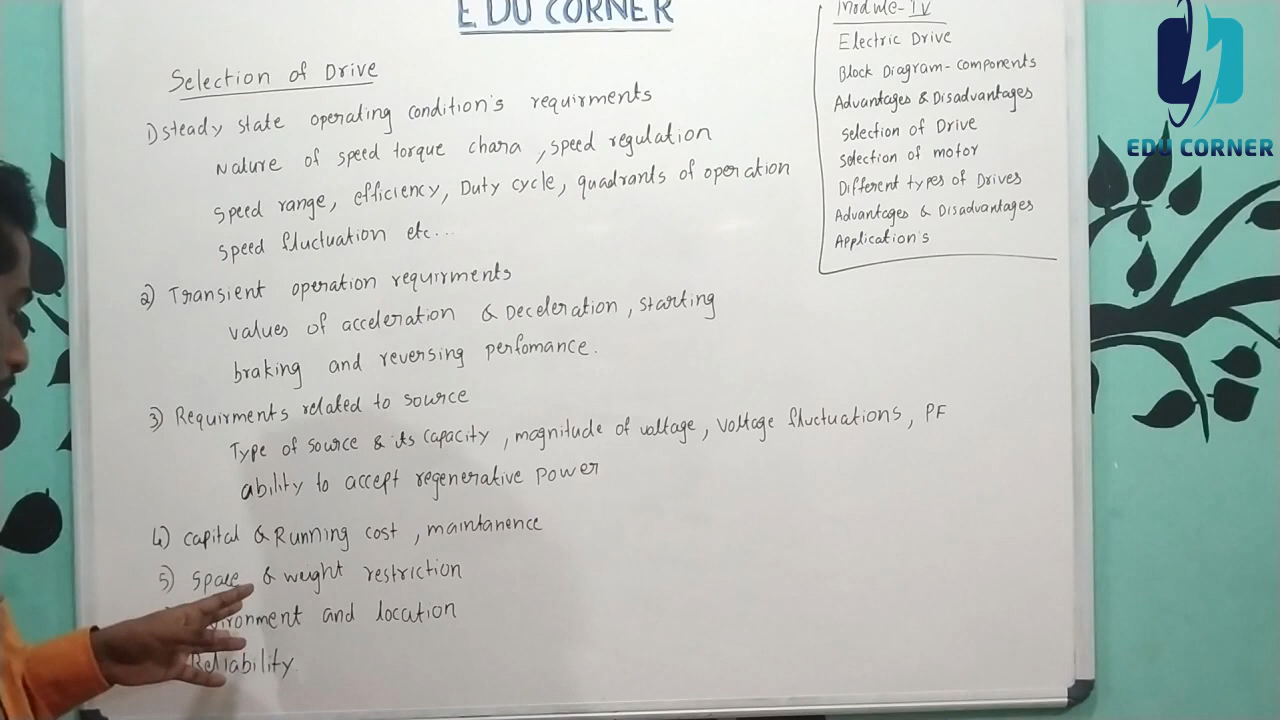 EDU CORNER
Selection of Drive
1) steady state operating condition's requirments
Nature of speed torque chara , speed regulation
speed range, efficiency, Duty cycle, quadrants of operation
speed fluctuation etc...
2) Transient operation requirments
values of acceleration & Deceleration , starting
braking and reversing perfomance.
3) Requirments related to source
Type of source & its capacity , magnitude of voltage, voltage fluctuations , PF
ability to accept regenerative power
4) capital & Running cost , maintanence
5) space & weight restriction
and location
Reliability.
Module-IV
Electric Drive
Block Diagram- components
Advantages & Disadvantages
selection of Drive
selection of motor
Different types of Drives
Advantages & Disadvantages
Application's
EDU CORNER